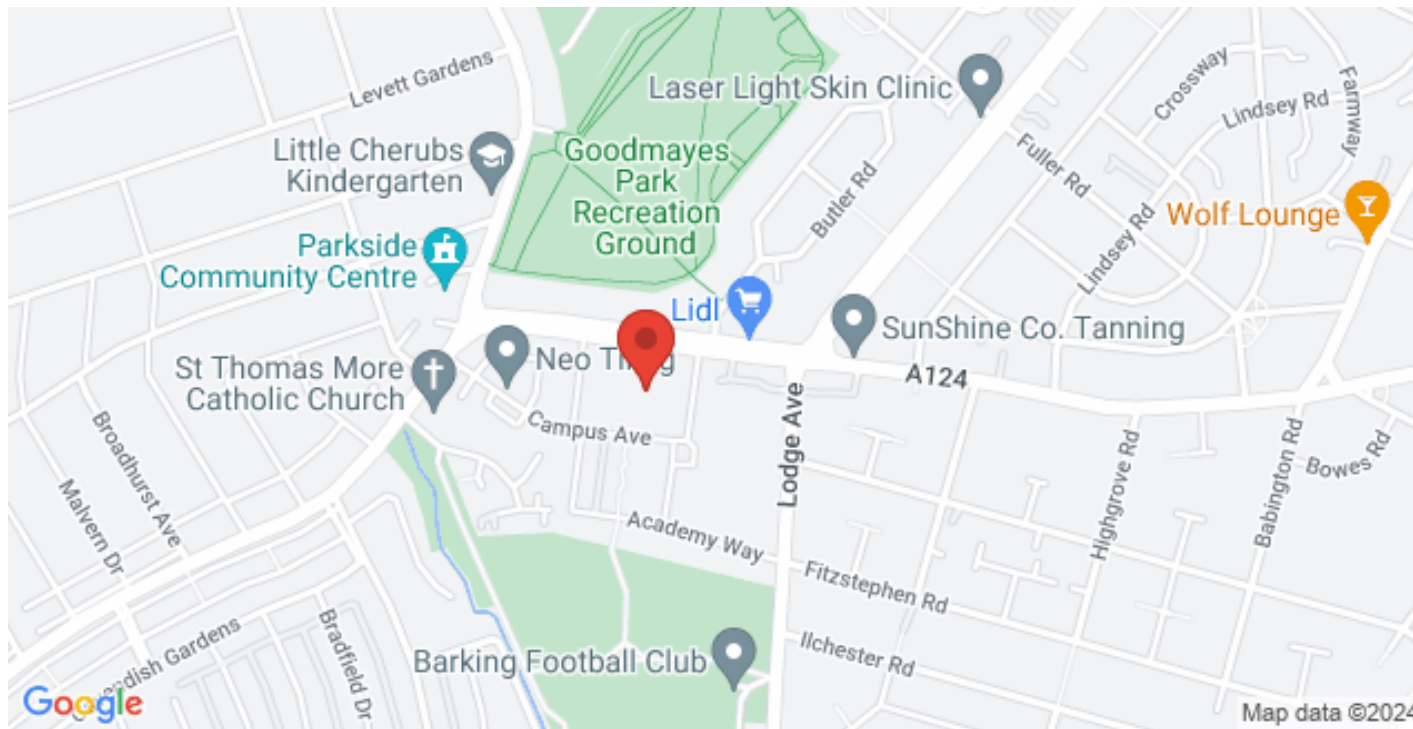 Levett Gardens
Little Cherubs
Kindergarten
Parkside
Community Centre
St Thomas More
Catholic Church
Goodmayes
Park
Recreation
Ground
Laser Light Skin Clinic
Butler Rd
Fuller Rd
Crossway
Lindsey Rd
Farmway
Lindsey Rd
Wolf Lounge
Lidl
SunShine Co. Tanning
Neo
A124
Campus Ave
Lodge Ave
Academy Way
Fitzstephen Rd
Ilchester Rd
Highgrove Rd
Babington Rd
Bowes Rd
Broadhurst Ave
Malvern Dr
Bradfield Dr
Gardens
Barking Football Club
Google
Map data ©2024